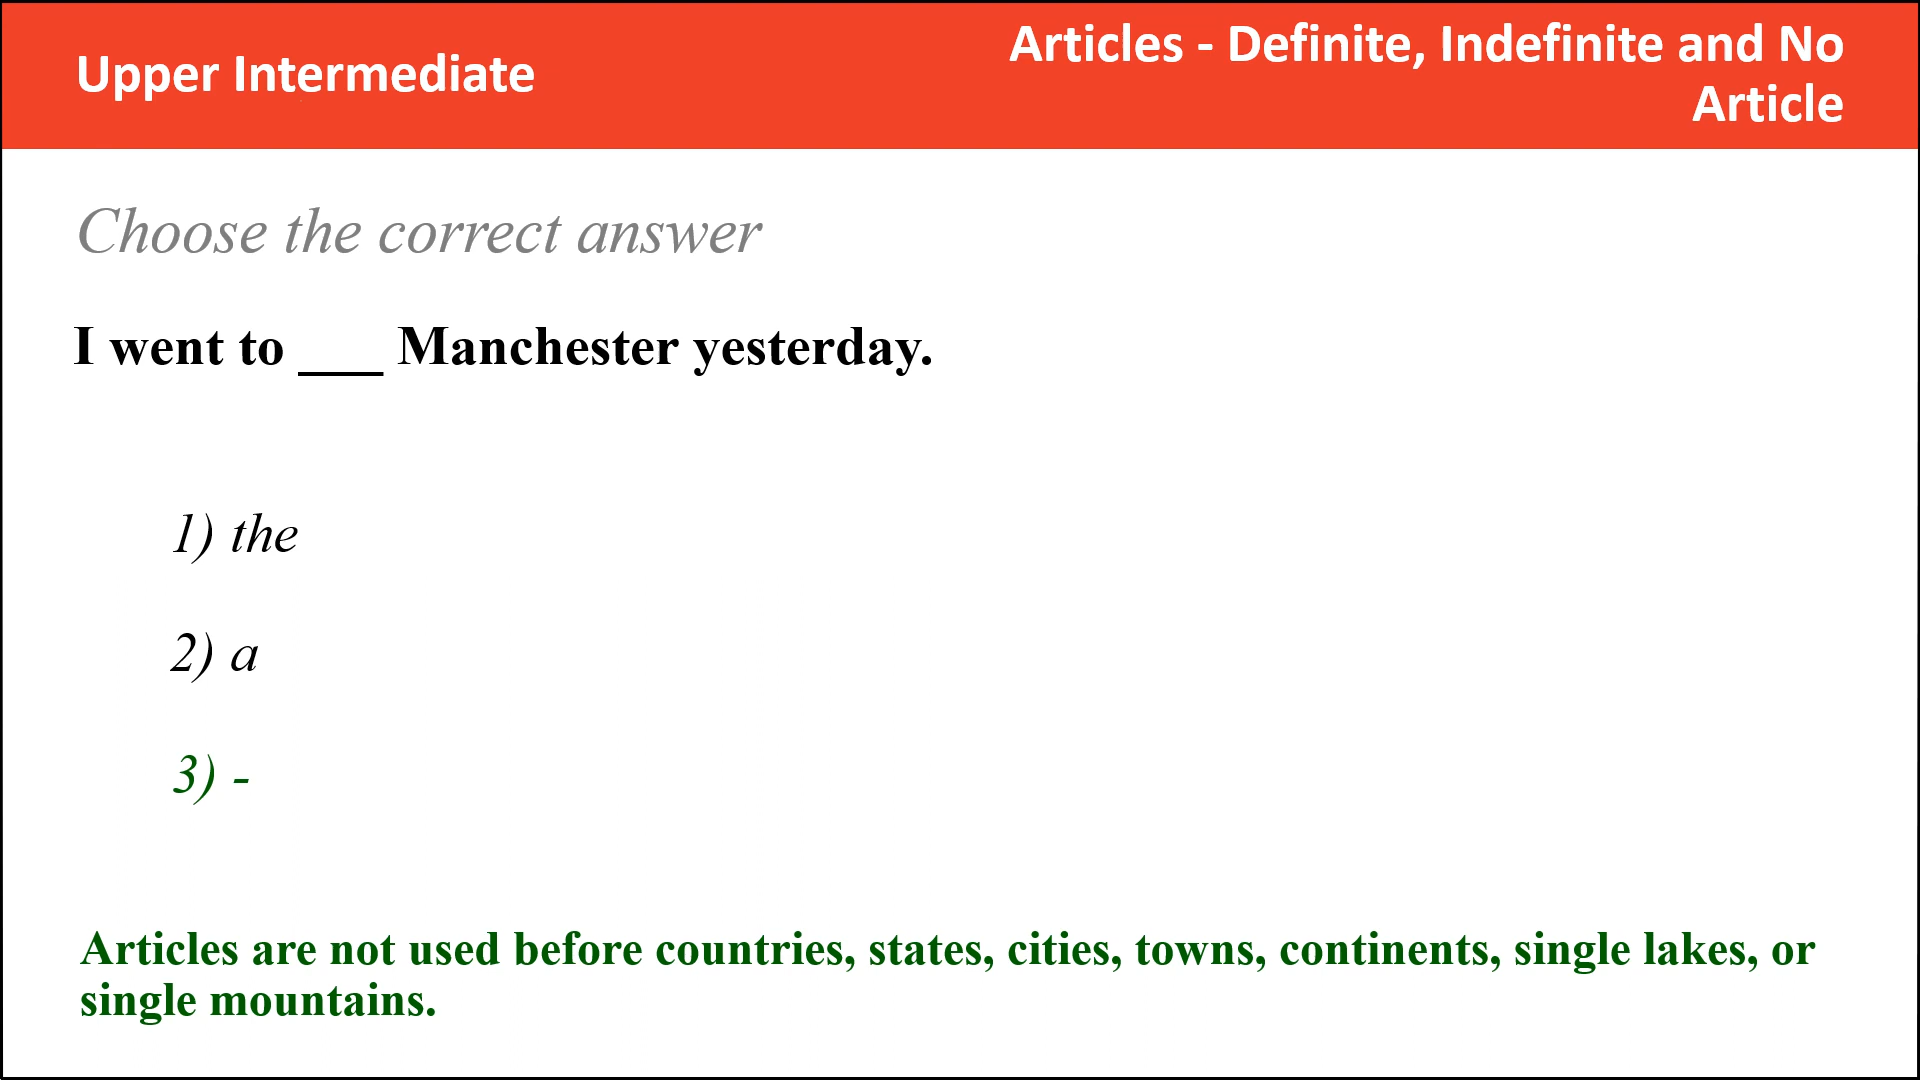 Upper Intermediate
Articles - Definite, Indefinite and No
Article
Choose the correct answer
I went to ___ Manchester yesterday.
1) the
2) a
3) -
Articles are not used before countries, states, cities, towns, continents, single lakes, or
single mountains.